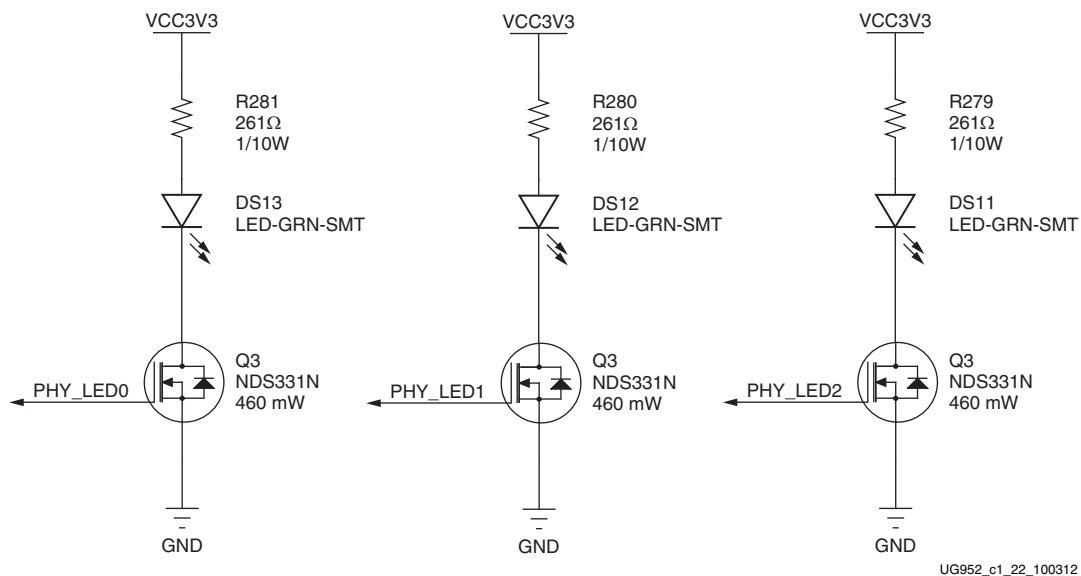 VCC3V3
R281
261Ω
1/10W
DS13
LED-GRN-SMT
Q3
NDS331N
460 mW
PHY_LED0
GND
VCC3V3
R280
261Ω
1/10W
DS12
LED-GRN-SMT
Q3
NDS331N
460 mW
PHY_LED1
GND
VCC3V3
R279
261Ω
1/10W
DS11
LED-GRN-SMT
Q3
NDS331N
460 mW
PHY_LED2
GND
UG952_c1_22_100312